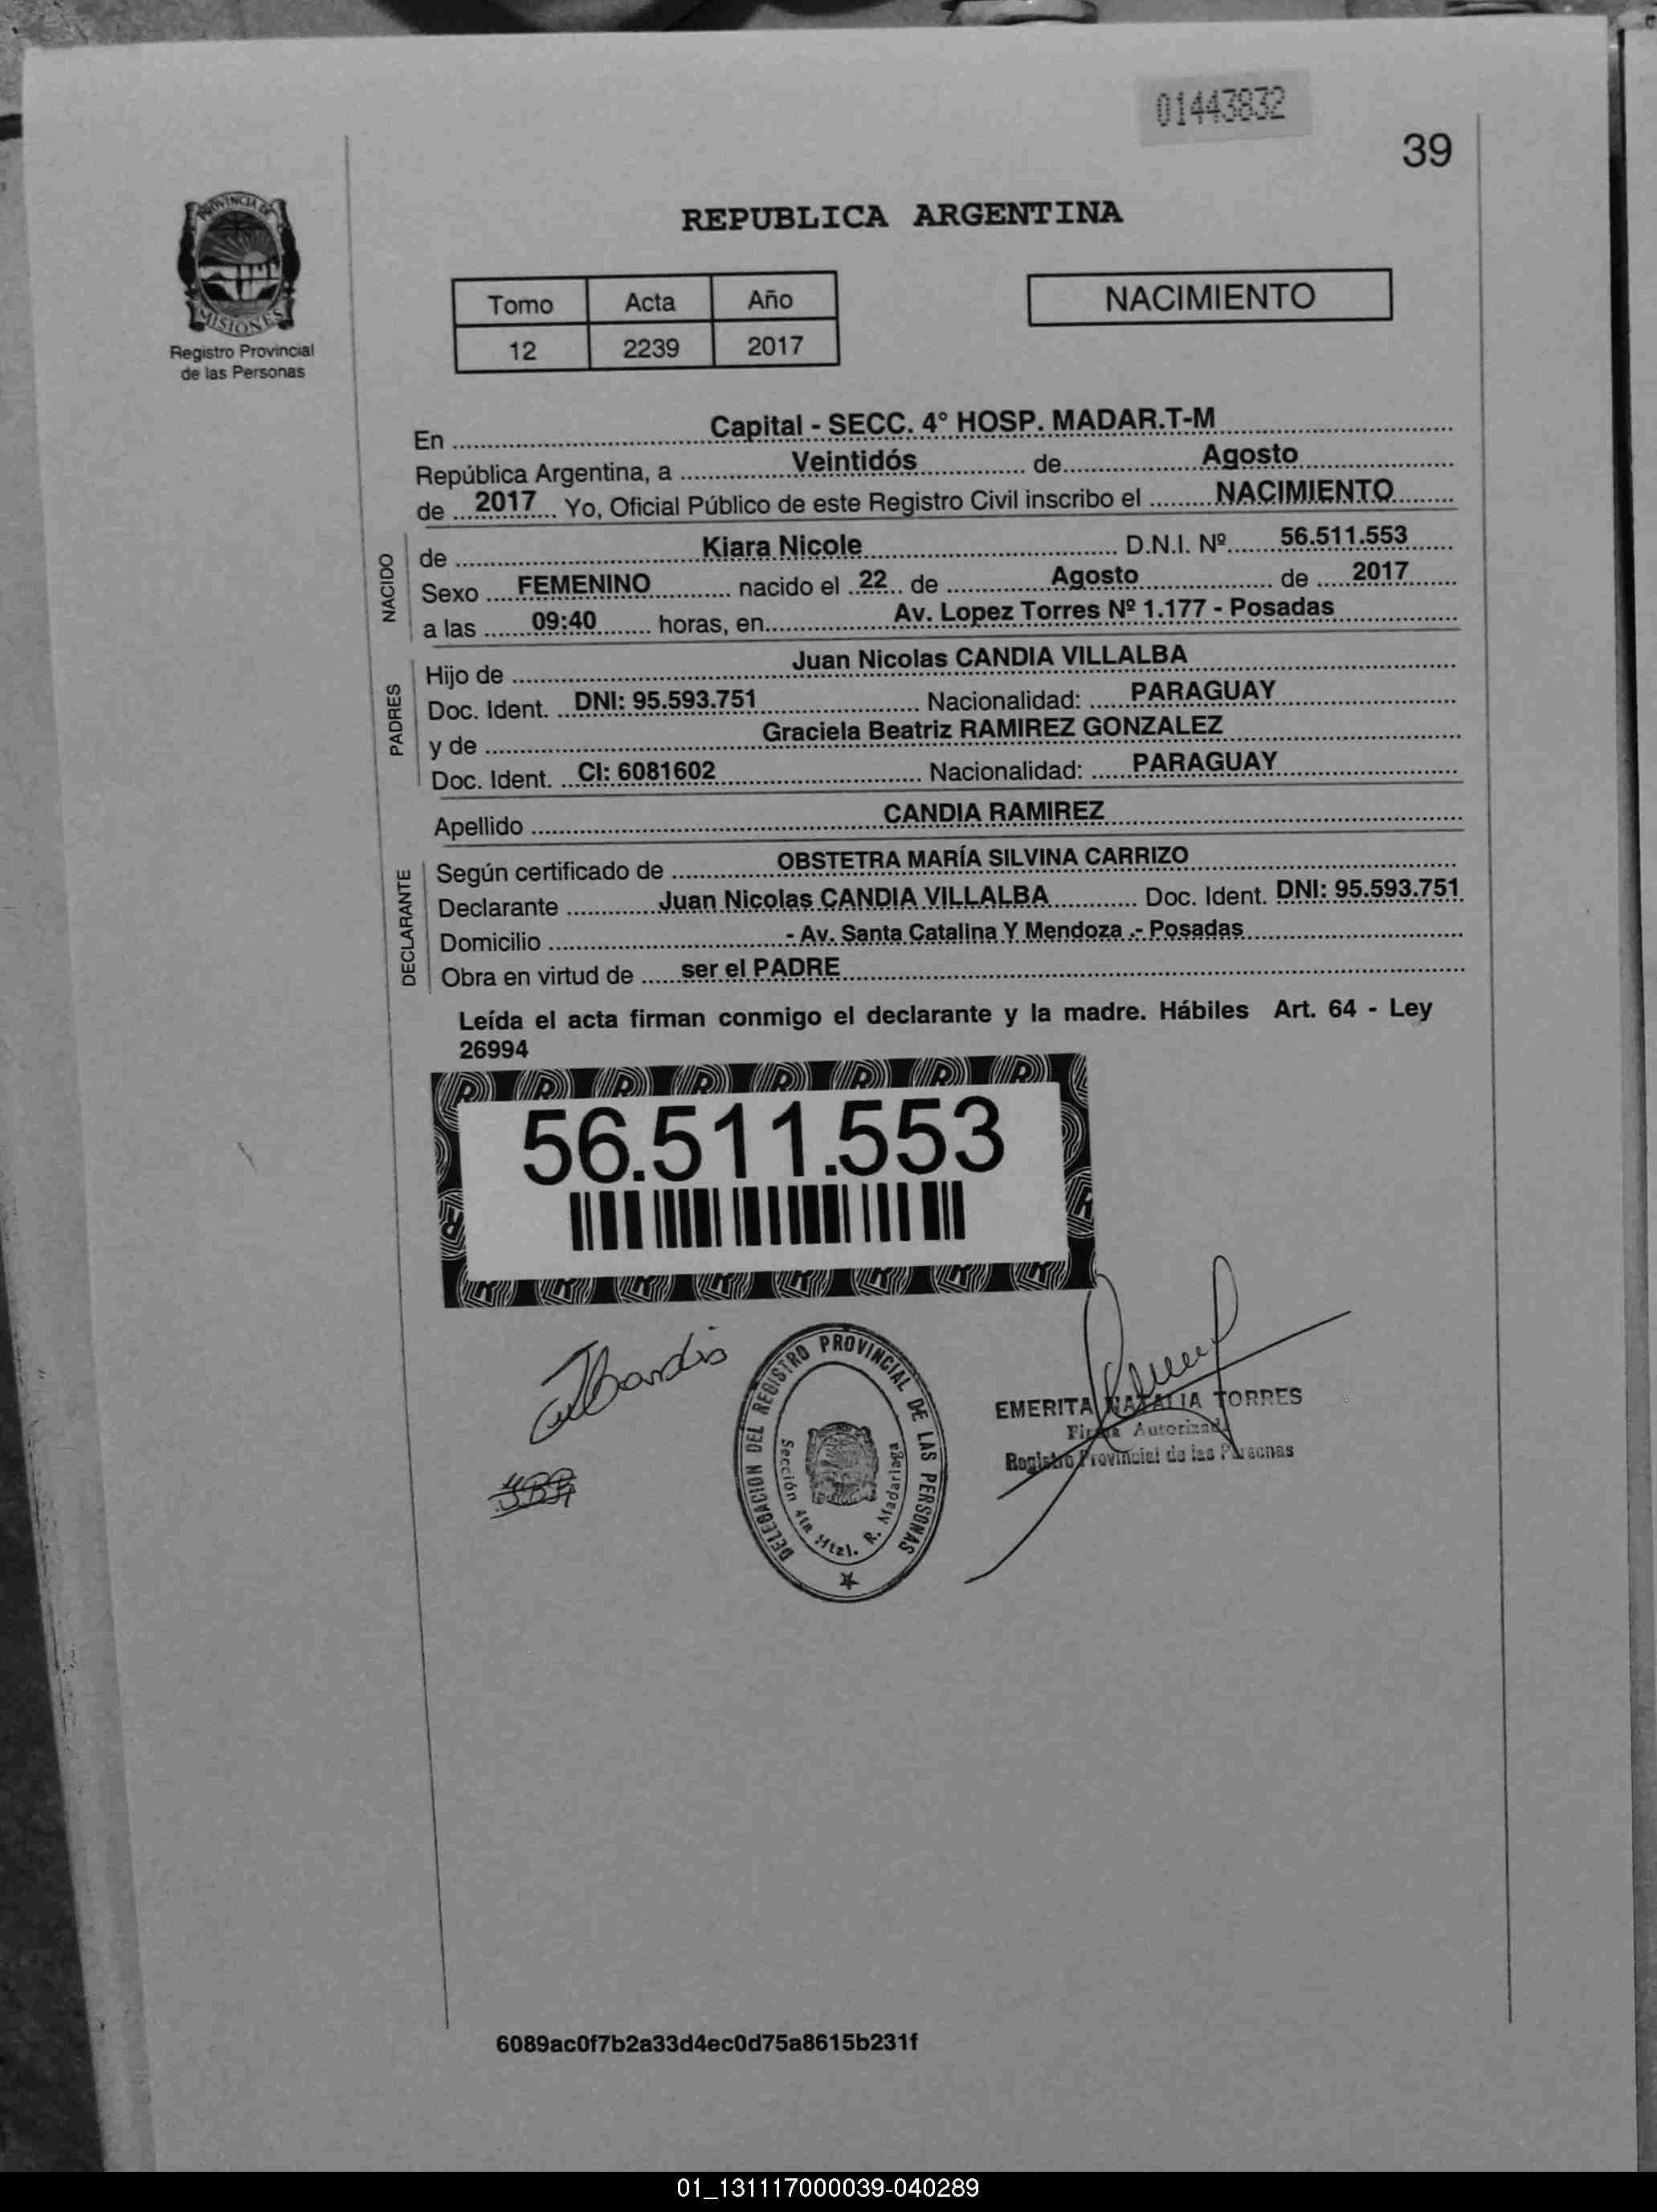 01443832
39
PROVINCIA DE
MISIONES
Registro Provincial
de las Personas
REPUBLICA ARGENTINA
Tomo Acta Año
12 2239 2017
NACIMIENTO
En Capital - SECC. 4° HOSP. MADAR.T-M
República Argentina, a Veintidós de Agosto
de 2017 Yo, Oficial Público de este Registro Civil inscribo el NACIMIENTO
NACIDO
de Kiara Nicole D.N.I. Nº 56.511.553
Sexo FEMENINO nacido el 22 de Agosto de 2017
a las 09:40 horas, en Av. Lopez Torres Nº 1.177 - Posadas
PADRES
Hijo de Juan Nicolas CANDIA VILLALBA
Doc. Ident. DNI: 95.593.751 Nacionalidad: PARAGUAY
y de Graciela Beatriz RAMIREZ GONZALEZ
Doc. Ident. CI: 6081602 Nacionalidad: PARAGUAY
Apellido CANDIA RAMIREZ
DECLARANTE
Según certificado de OBSTETRA MARÍA SILVINA CARRIZO
Declarante Juan Nicolas CANDIA VILLALBA Doc. Ident. DNI: 95.593.751
Domicilio - Av. Santa Catalina Y Mendoza .- Posadas
Obra en virtud de ser el PADRE
Leída el acta firman conmigo el declarante y la madre. Hábiles Art. 64 - Ley
26994
56.511.553
DELEGACION DEL REGISTRO PROVINCIAL DE LAS PERSONAS
Sección 4ta Htal. R. Madariaga
EMERITA NATALIA TORRES
Firma Autorizada
Registro Provincial de las Personas
6089ac0f7b2a33d4ec0d75a8615b231f
01_131117000039-040289